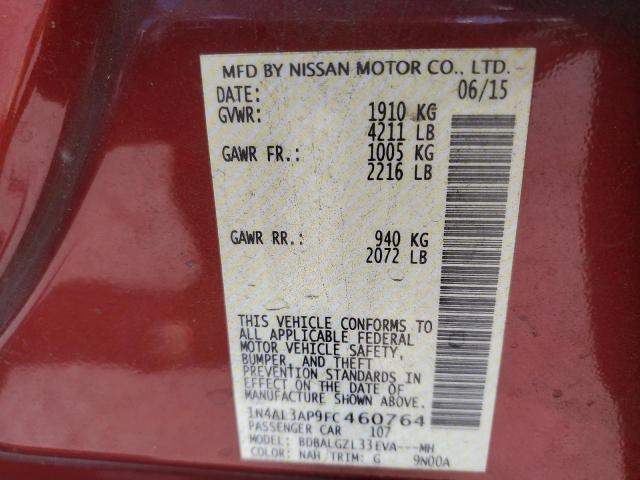 MFD BY NISSAN MOTOR CO., LTD.
DATE: 06/15
GVWR: 1910 KG
4211 LB
GAWR FR.: 1005 KG
2216 LB
GAWR RR.: 940 KG
2072 LB
THIS VEHICLE CONFORMS TO
ALL APPLICABLE FEDERAL
MOTOR VEHICLE SAFETY,
BUMPER, AND THEFT
PREVENTION STANDARDS IN
EFFECT ON THE DATE OF
MANUFACTURE SHOWN ABOVE.
1N4AL3AP9FC460764
PASSENGER CAR 107
MODEL: BDBALGZL33EVA---MH
COLOR: NAH TRIM: G 9N00A